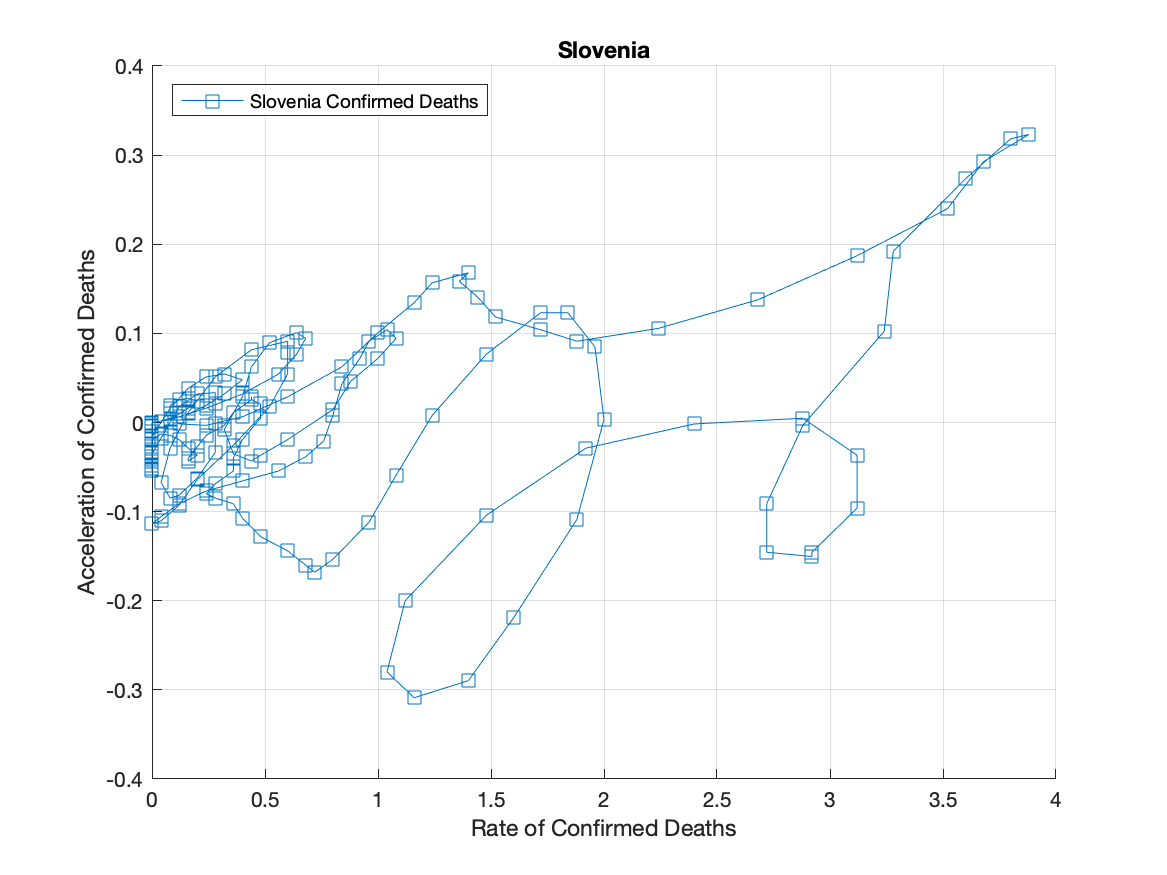 Slovenia
0.4
Slovenia Confirmed Deaths
0.3
0.2
0.1
0
-0.1
-0.2
-0.3
-0.4
Acceleration of Confirmed Deaths
0 0.5 1 1.5 2 2.5 3 3.5 4
Rate of Confirmed Deaths